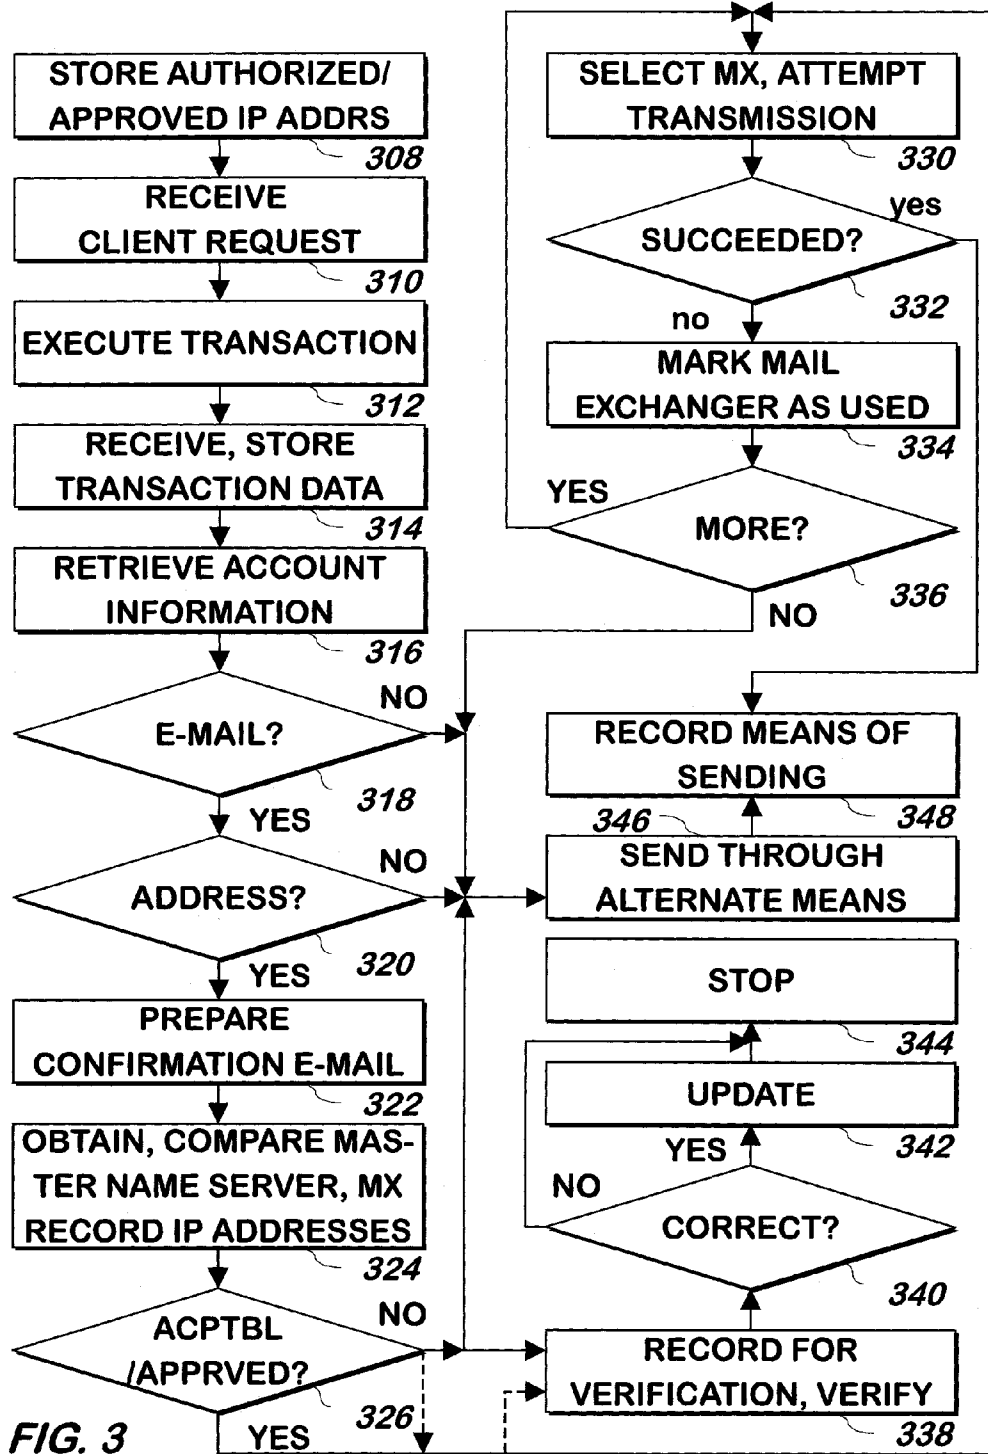 STORE AUTHORIZED/
APPROVED IP ADDRS
308
RECEIVE
CLIENT REQUEST
310
EXECUTE TRANSACTION
312
RECEIVE, STORE
TRANSACTION DATA
314
RETRIEVE ACCOUNT
INFORMATION
316
NO
E-MAIL?
318
YES
NO
ADDRESS?
320
YES
PREPARE
CONFIRMATION E-MAIL
322
OBTAIN, COMPARE MAS-
TER NAME SERVER, MX
RECORD IP ADDRESSES
324
NO
ACPTBL
/APPRVED?
326
YES
FIG. 3
SELECT MX, ATTEMPT
TRANSMISSION
330
yes
SUCCEEDED?
332
no
MARK MAIL
EXCHANGER AS USED
334
YES
MORE?
336
NO
RECORD MEANS OF
SENDING
348
346
SEND THROUGH
ALTERNATE MEANS
STOP
344
UPDATE
342
YES
NO
CORRECT?
340
RECORD FOR
VERIFICATION, VERIFY
338